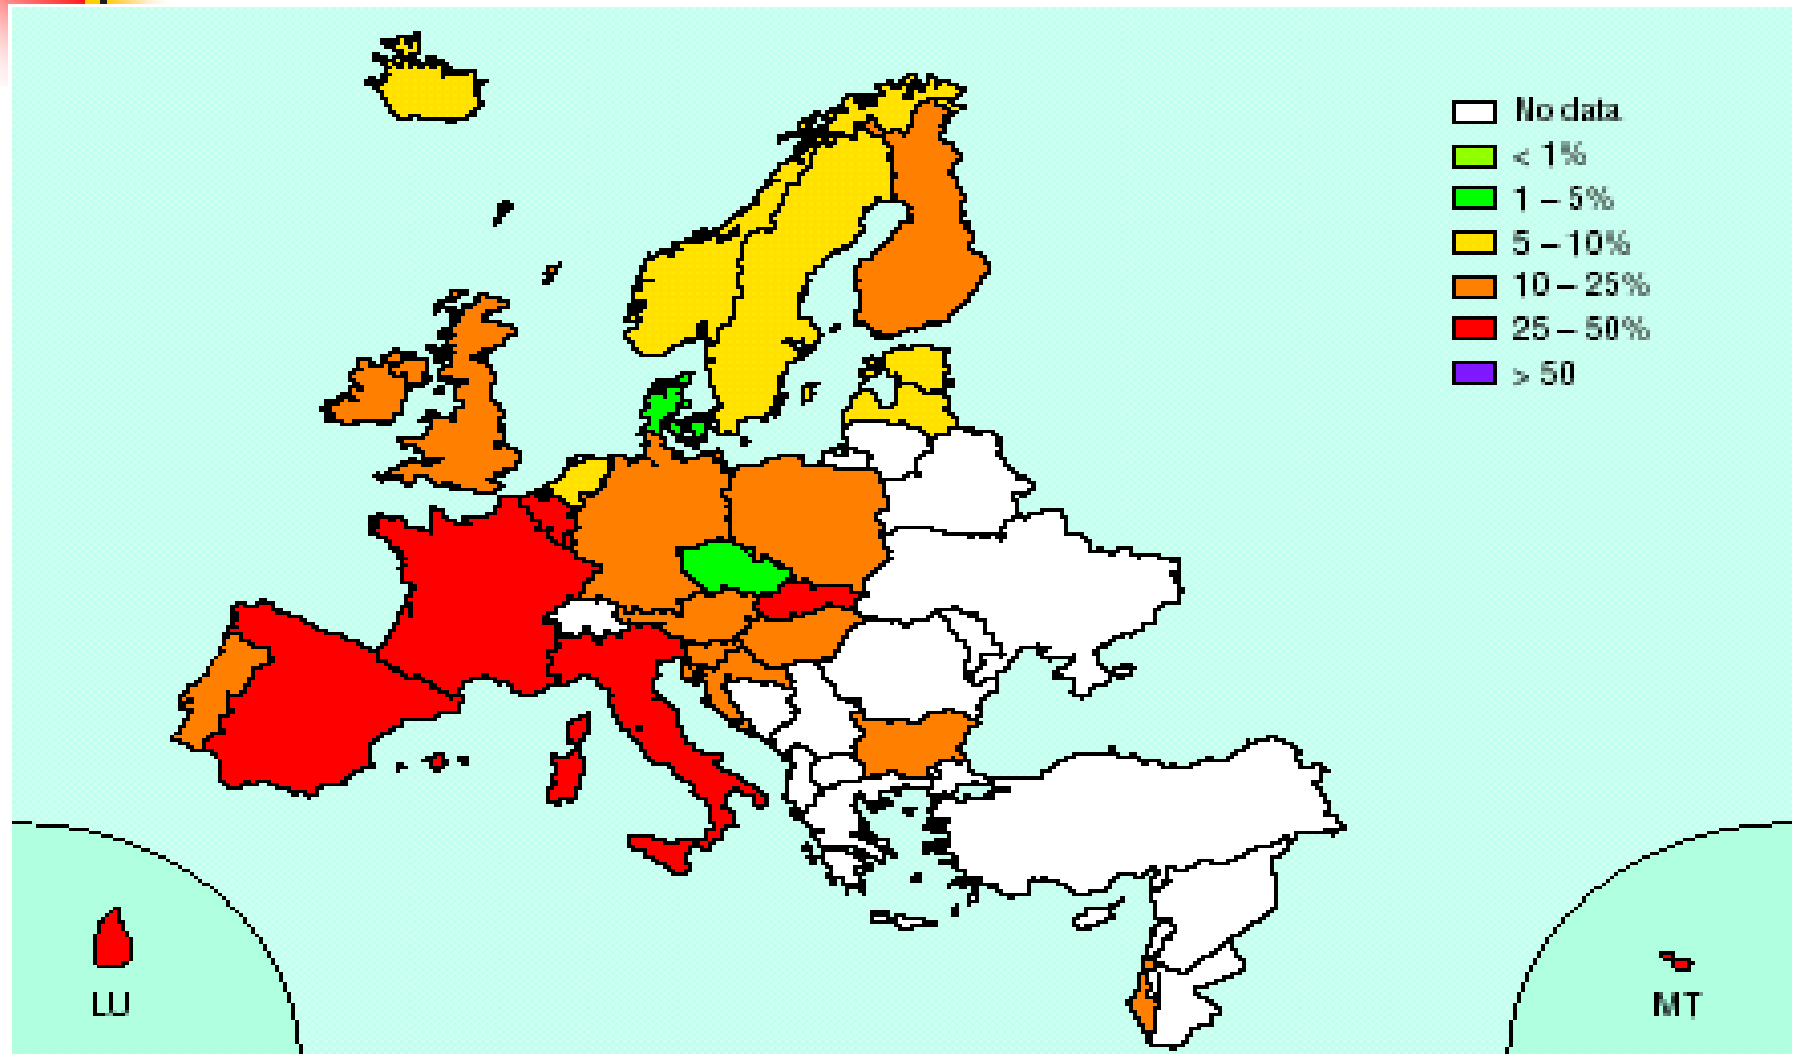 No data
< 1%
1 – 5%
5 – 10%
10 – 25%
25 – 50%
> 50
LU
MT